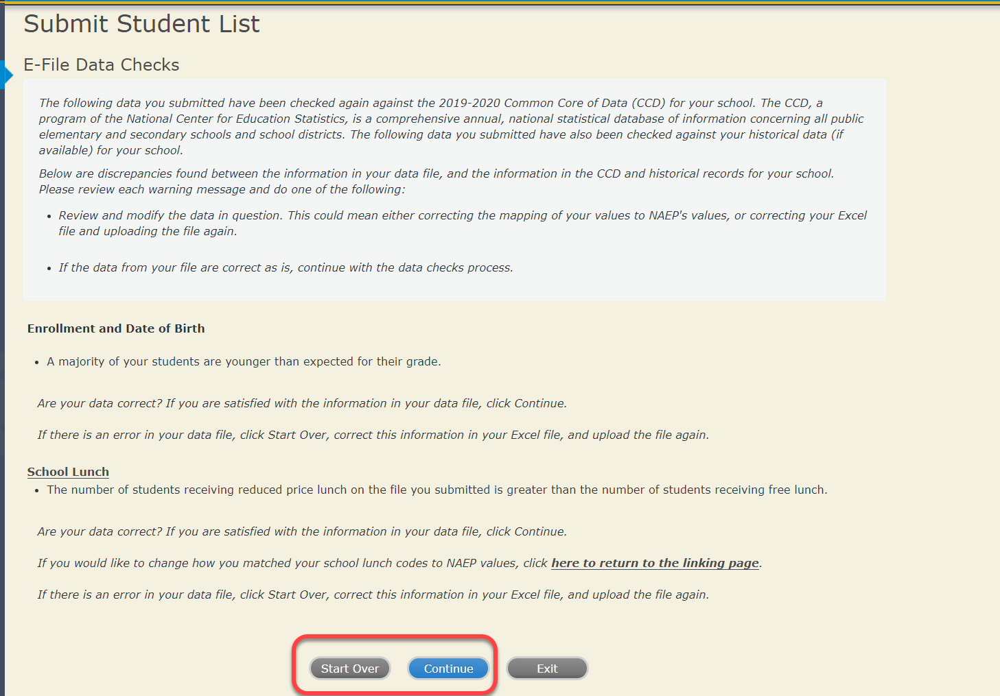 Submit Student List
E-File Data Checks
The following data you submitted have been checked again against the 2019-2020 Common Core of Data (CCD) for your school. The CCD, a
program of the National Center for Education Statistics, is a comprehensive annual, national statistical database of information concerning all public
elementary and secondary schools and school districts. The following data you submitted have also been checked against your historical data (if
available) for your school.
Below are discrepancies found between the information in your data file, and the information in the CCD and historical records for your school.
Please review each warning message and do one of the following:
• Review and modify the data in question. This could mean either correcting the mapping of your values to NAEP's values, or correcting your Excel
file and uploading the file again.
• If the data from your file are correct as is, continue with the data checks process.
Enrollment and Date of Birth
• A majority of your students are younger than expected for their grade.
Are your data correct? If you are satisfied with the information in your data file, click Continue.
If there is an error in your data file, click Start Over, correct this information in your Excel file, and upload the file again.
School Lunch
• The number of students receiving reduced price lunch on the file you submitted is greater than the number of students receiving free lunch.
Are your data correct? If you are satisfied with the information in your data file, click Continue.
If you would like to change how you matched your school lunch codes to NAEP values, click here to return to the linking page.
If there is an error in your data file, click Start Over, correct this information in your Excel file, and upload the file again.
Start Over Continue Exit